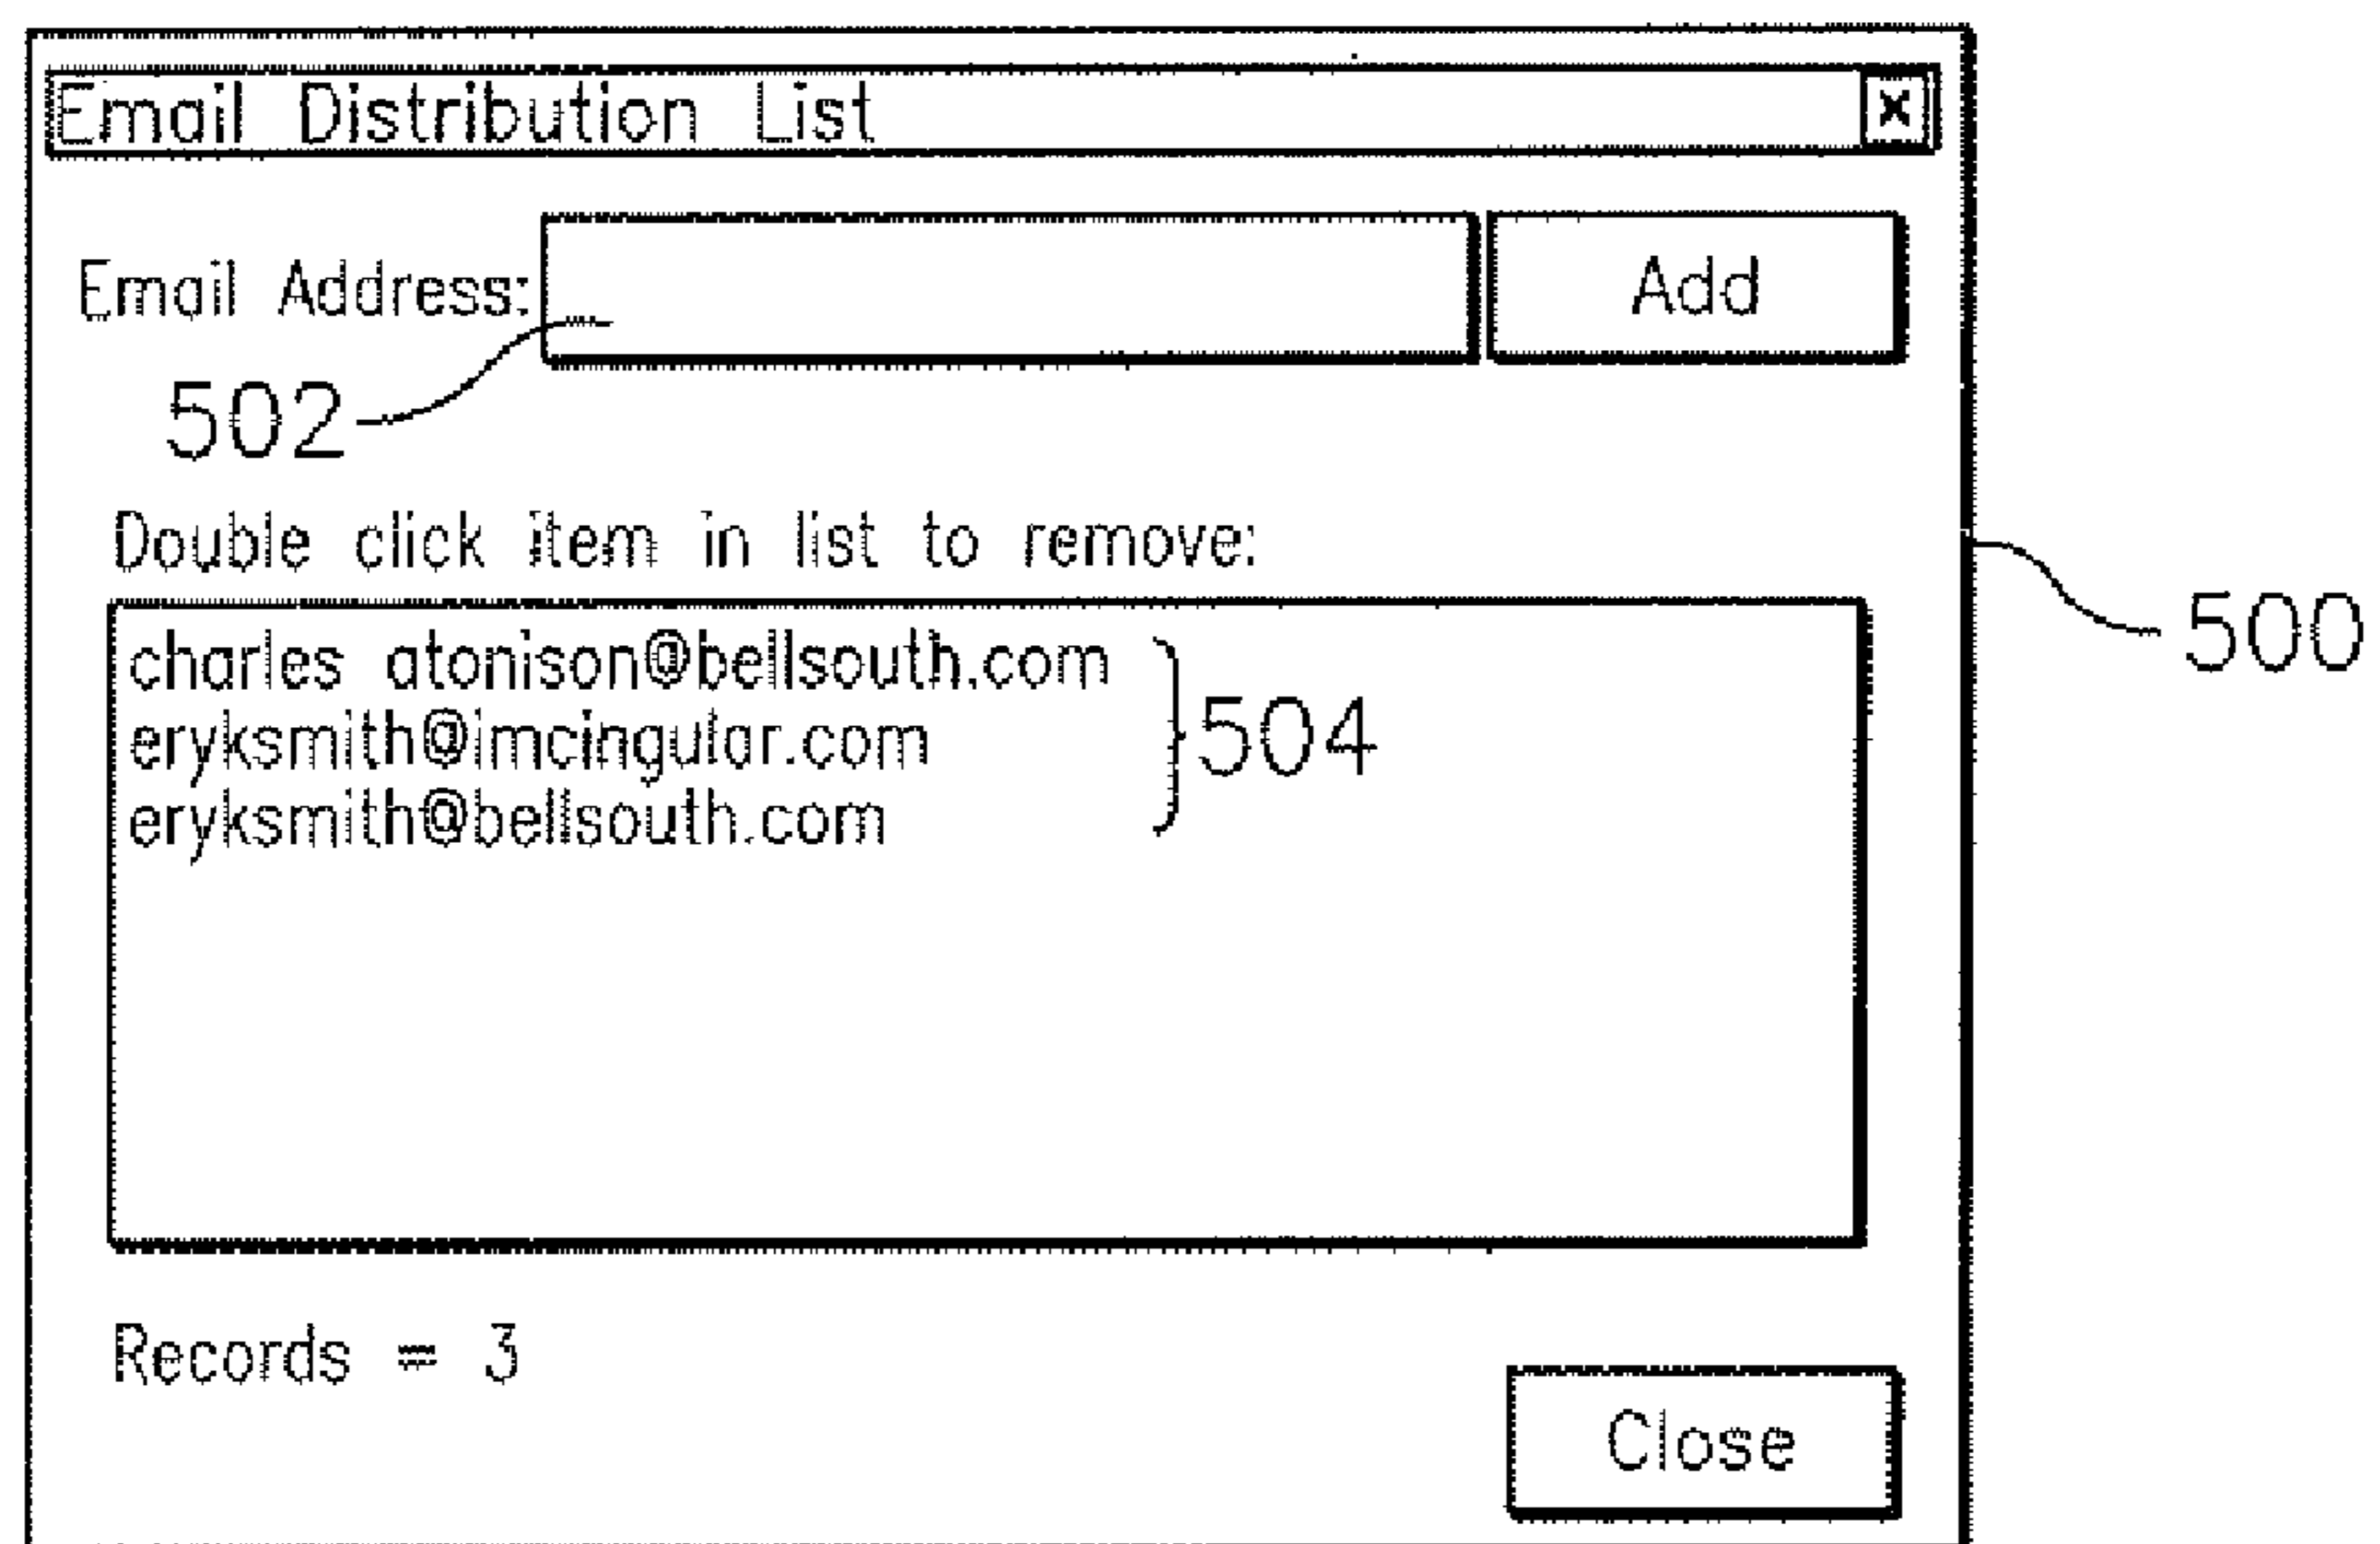 Email Distribution List x
Email Address: Add
502
Double click item in list to remove:
500
charles atonison@bellsouth.com
eryksmith@imcingular.com
504
eryksmith@bellsouth.com
Records = 3
Close